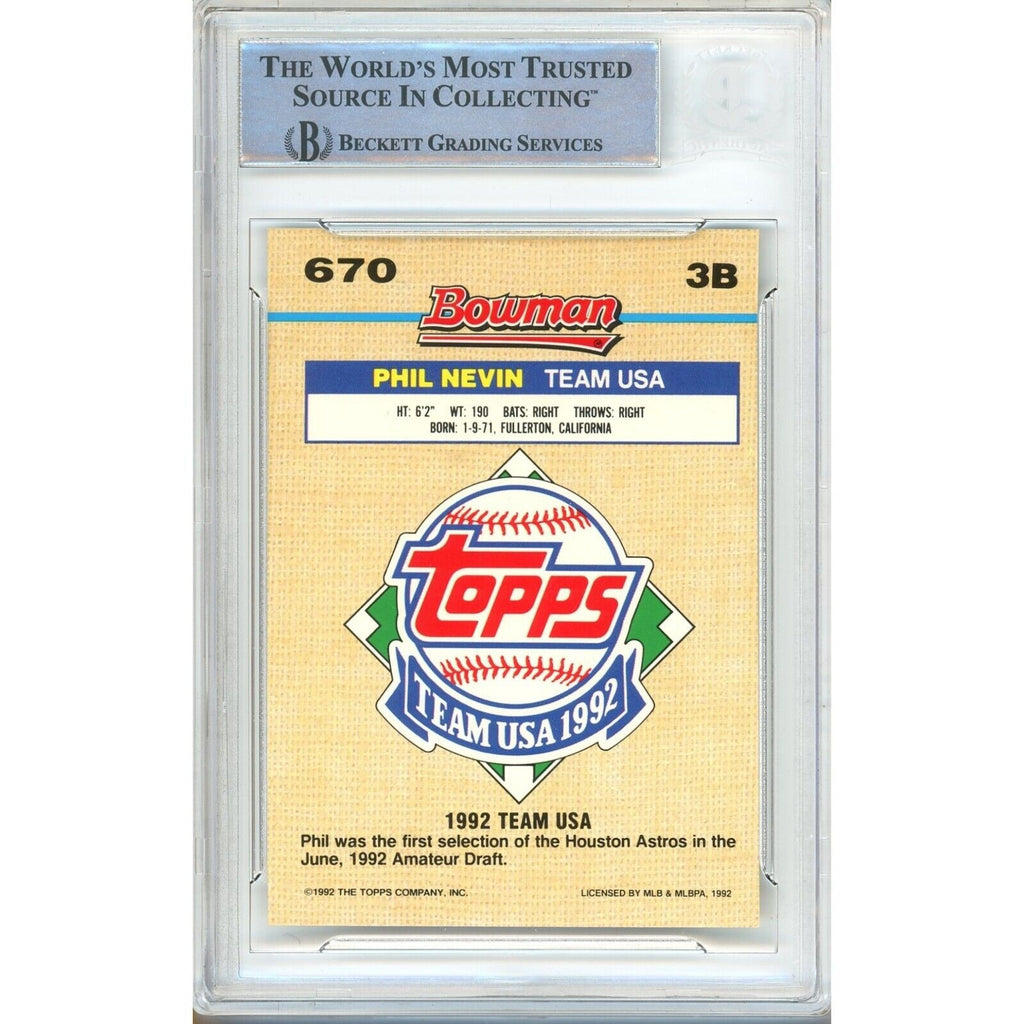 THE WORLD'S MOST TRUSTED
SOURCE IN COLLECTING™
B BECKETT GRADING SERVICES
670
3B
Bowman®
PHIL NEVIN TEAM USA
HT: 6'2" WT: 190 BATS: RIGHT THROWS: RIGHT
BORN: 1-9-71, FULLERTON, CALIFORNIA
topps
TEAM USA 1992
1992 TEAM USA
Phil was the first selection of the Houston Astros in the
June, 1992 Amateur Draft.
©1992 THE TOPPS COMPANY, INC.
LICENSED BY MLB & MLBPA, 1992